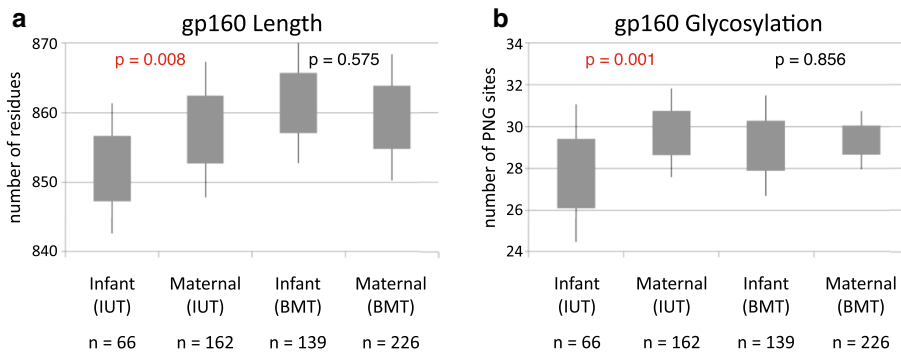 a
gp160 Length
number of residues
870
860
850
840
p = 0.008
p = 0.575
Infant (IUT)
Maternal (IUT)
Infant (BMT)
Maternal (BMT)
n = 66
n = 162
n = 139
n = 226
b
gp160 Glycosylation
number of PNG sites
34
32
30
28
26
24
p = 0.001
p = 0.856
Infant (IUT)
Maternal (IUT)
Infant (BMT)
Maternal (BMT)
n = 66
n = 162
n = 139
n = 226